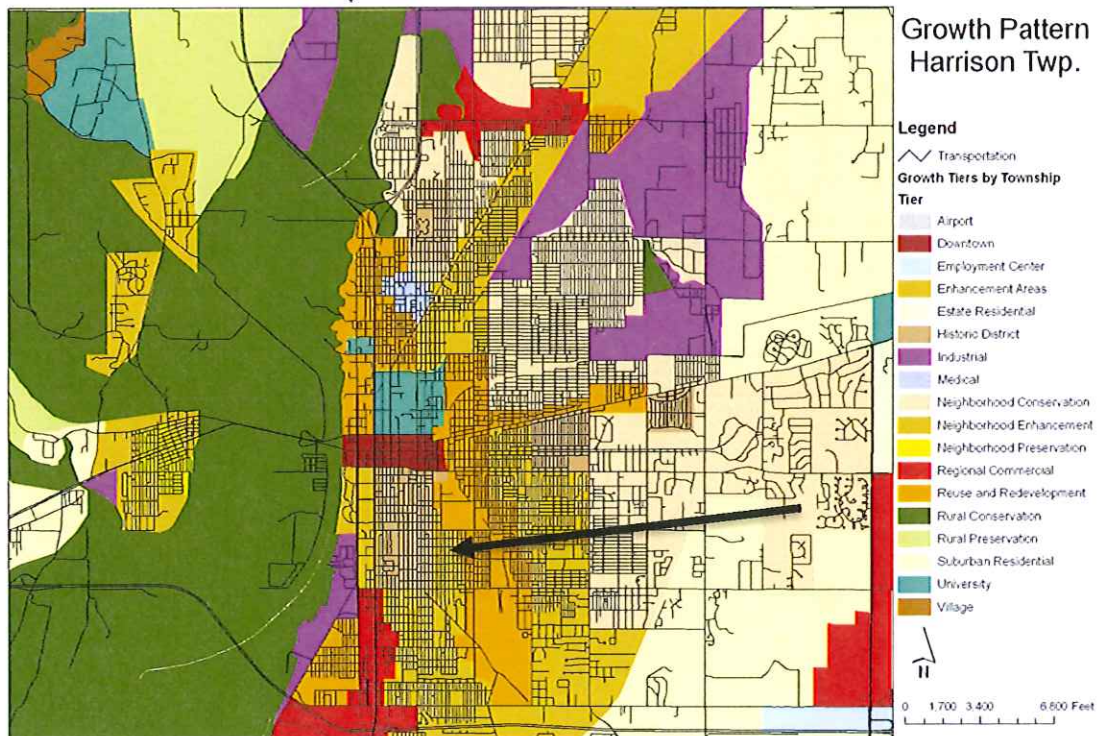 Growth Pattern
Harrison Twp.
Legend
Transportation
Growth Tiers by Township
Tier
Airport
Downtown
Employment Center
Enhancement Areas
Estate Residential
Historic District
Industrial
Medical
Neighborhood Conservation
Neighborhood Enhancement
Neighborhood Preservation
Regional Commercial
Reuse and Redevelopment
Rural Conservation
Rural Preservation
Suburban Residential
University
Village
N
0 1,700 3,400 6,800 Feet